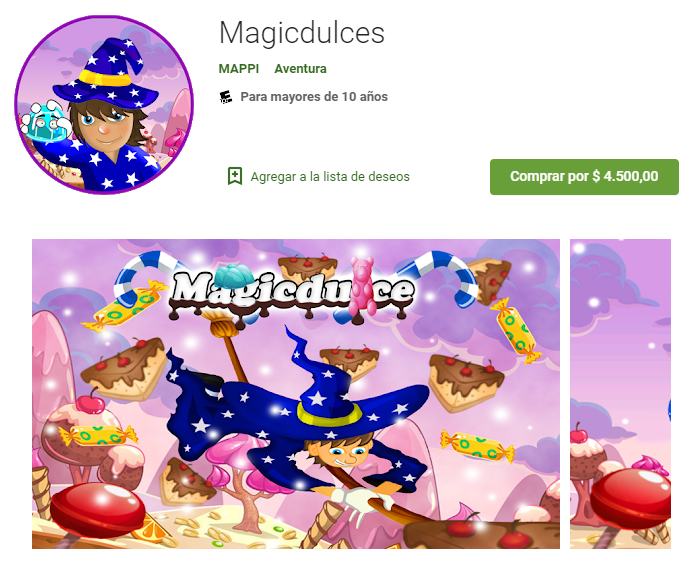 Magicdulces
MAPPI Aventura
Para mayores de 10 años
Agregar a la lista de deseos
Comprar por $ 4.500,00
Magicdulce